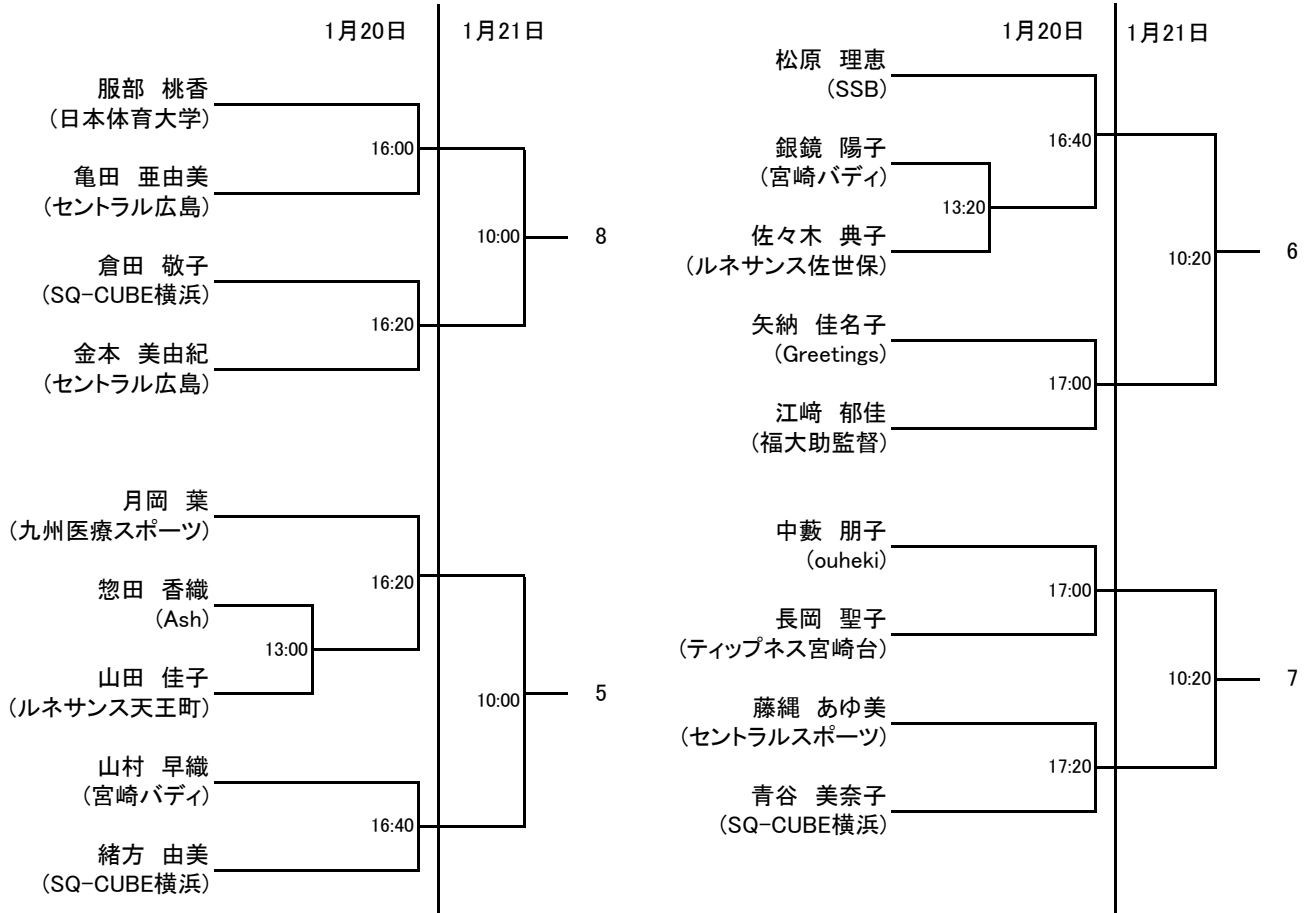 1月20日
1月21日
服部 桃香
(日本体育大学)
16:00
亀田 亜由美
(セントラル広島)
10:00
8
倉田 敬子
(SQ-CUBE横浜)
16:20
金本 美由紀
(セントラル広島)
月岡 葉
(九州医療スポーツ)
16:20
惣田 香織
(Ash)
13:00
山田 佳子
(ルネサンス天王町)
10:00
5
山村 早織
(宮崎バディ)
16:40
緒方 由美
(SQ-CUBE横浜)
1月20日
1月21日
松原 理恵
(SSB)
16:40
銀鏡 陽子
(宮崎バディ)
13:20
佐々木 典子
(ルネサンス佐世保)
10:20
6
矢納 佳名子
(Greetings)
17:00
江﨑 郁佳
(福大助監督)
中藪 朋子
(ouheki)
17:00
長岡 聖子
(ティップネス宮崎台)
10:20
7
藤縄 あゆ美
(セントラルスポーツ)
17:20
青谷 美奈子
(SQ-CUBE横浜)